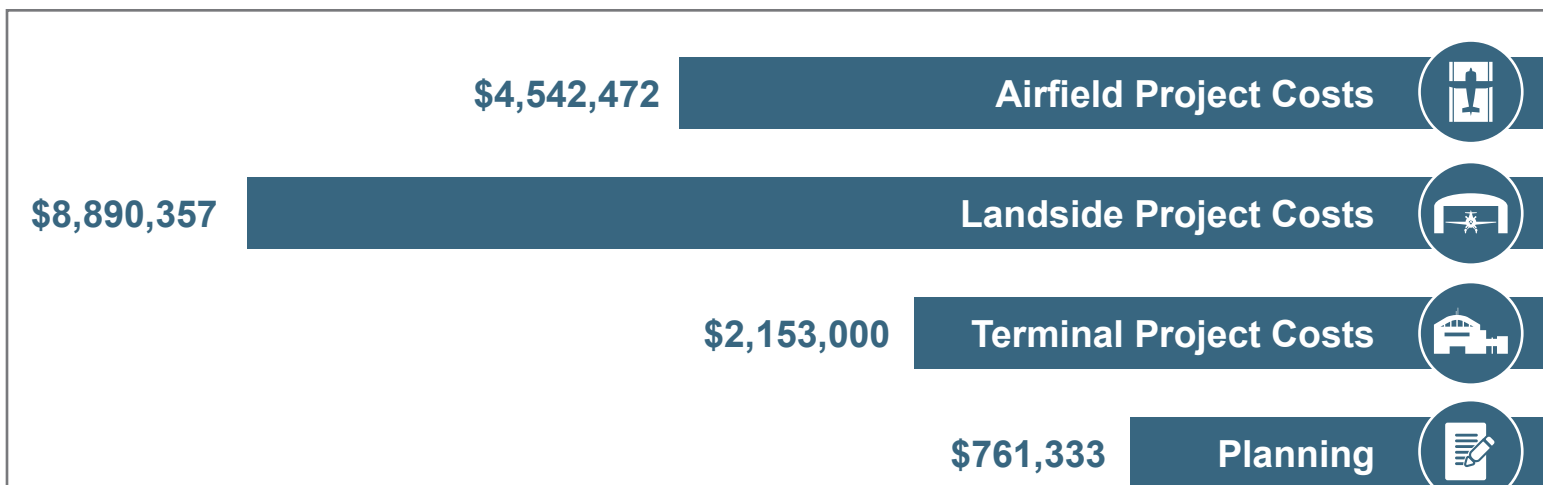 $4,542,472 Airfield Project Costs
$8,890,357 Landside Project Costs
$2,153,000 Terminal Project Costs
$761,333 Planning